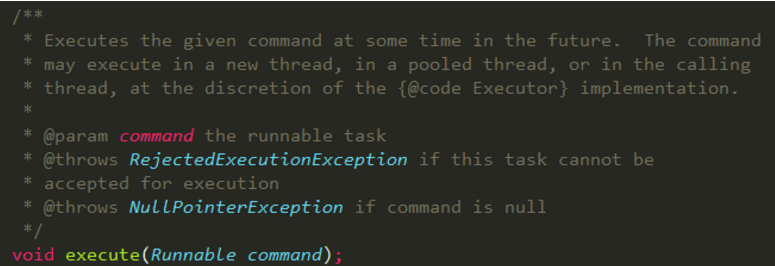 /**
 * Executes the given command at some time in the future.  The command
 * may execute in a new thread, in a pooled thread, or in the calling
 * thread, at the discretion of the {@code Executor} implementation.
 *
 * @param command the runnable task
 * @throws RejectedExecutionException if this task cannot be
 * accepted for execution
 * @throws NullPointerException if command is null
 */
void execute(Runnable command);